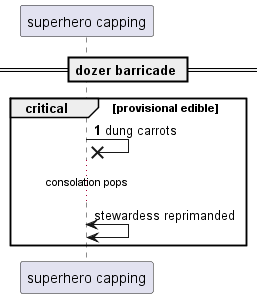 superhero capping
dozer barricade
critical [provisional edible]
1 dung carrots
consolation pops
stewardess reprimanded
superhero capping